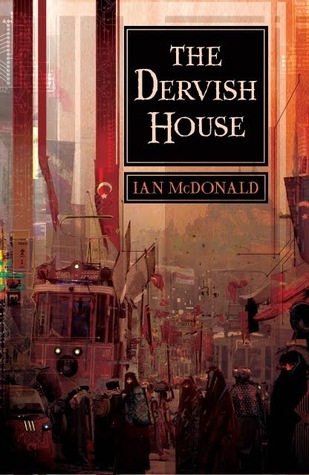 THE
DERVISH
HOUSE
IAN McDONALD